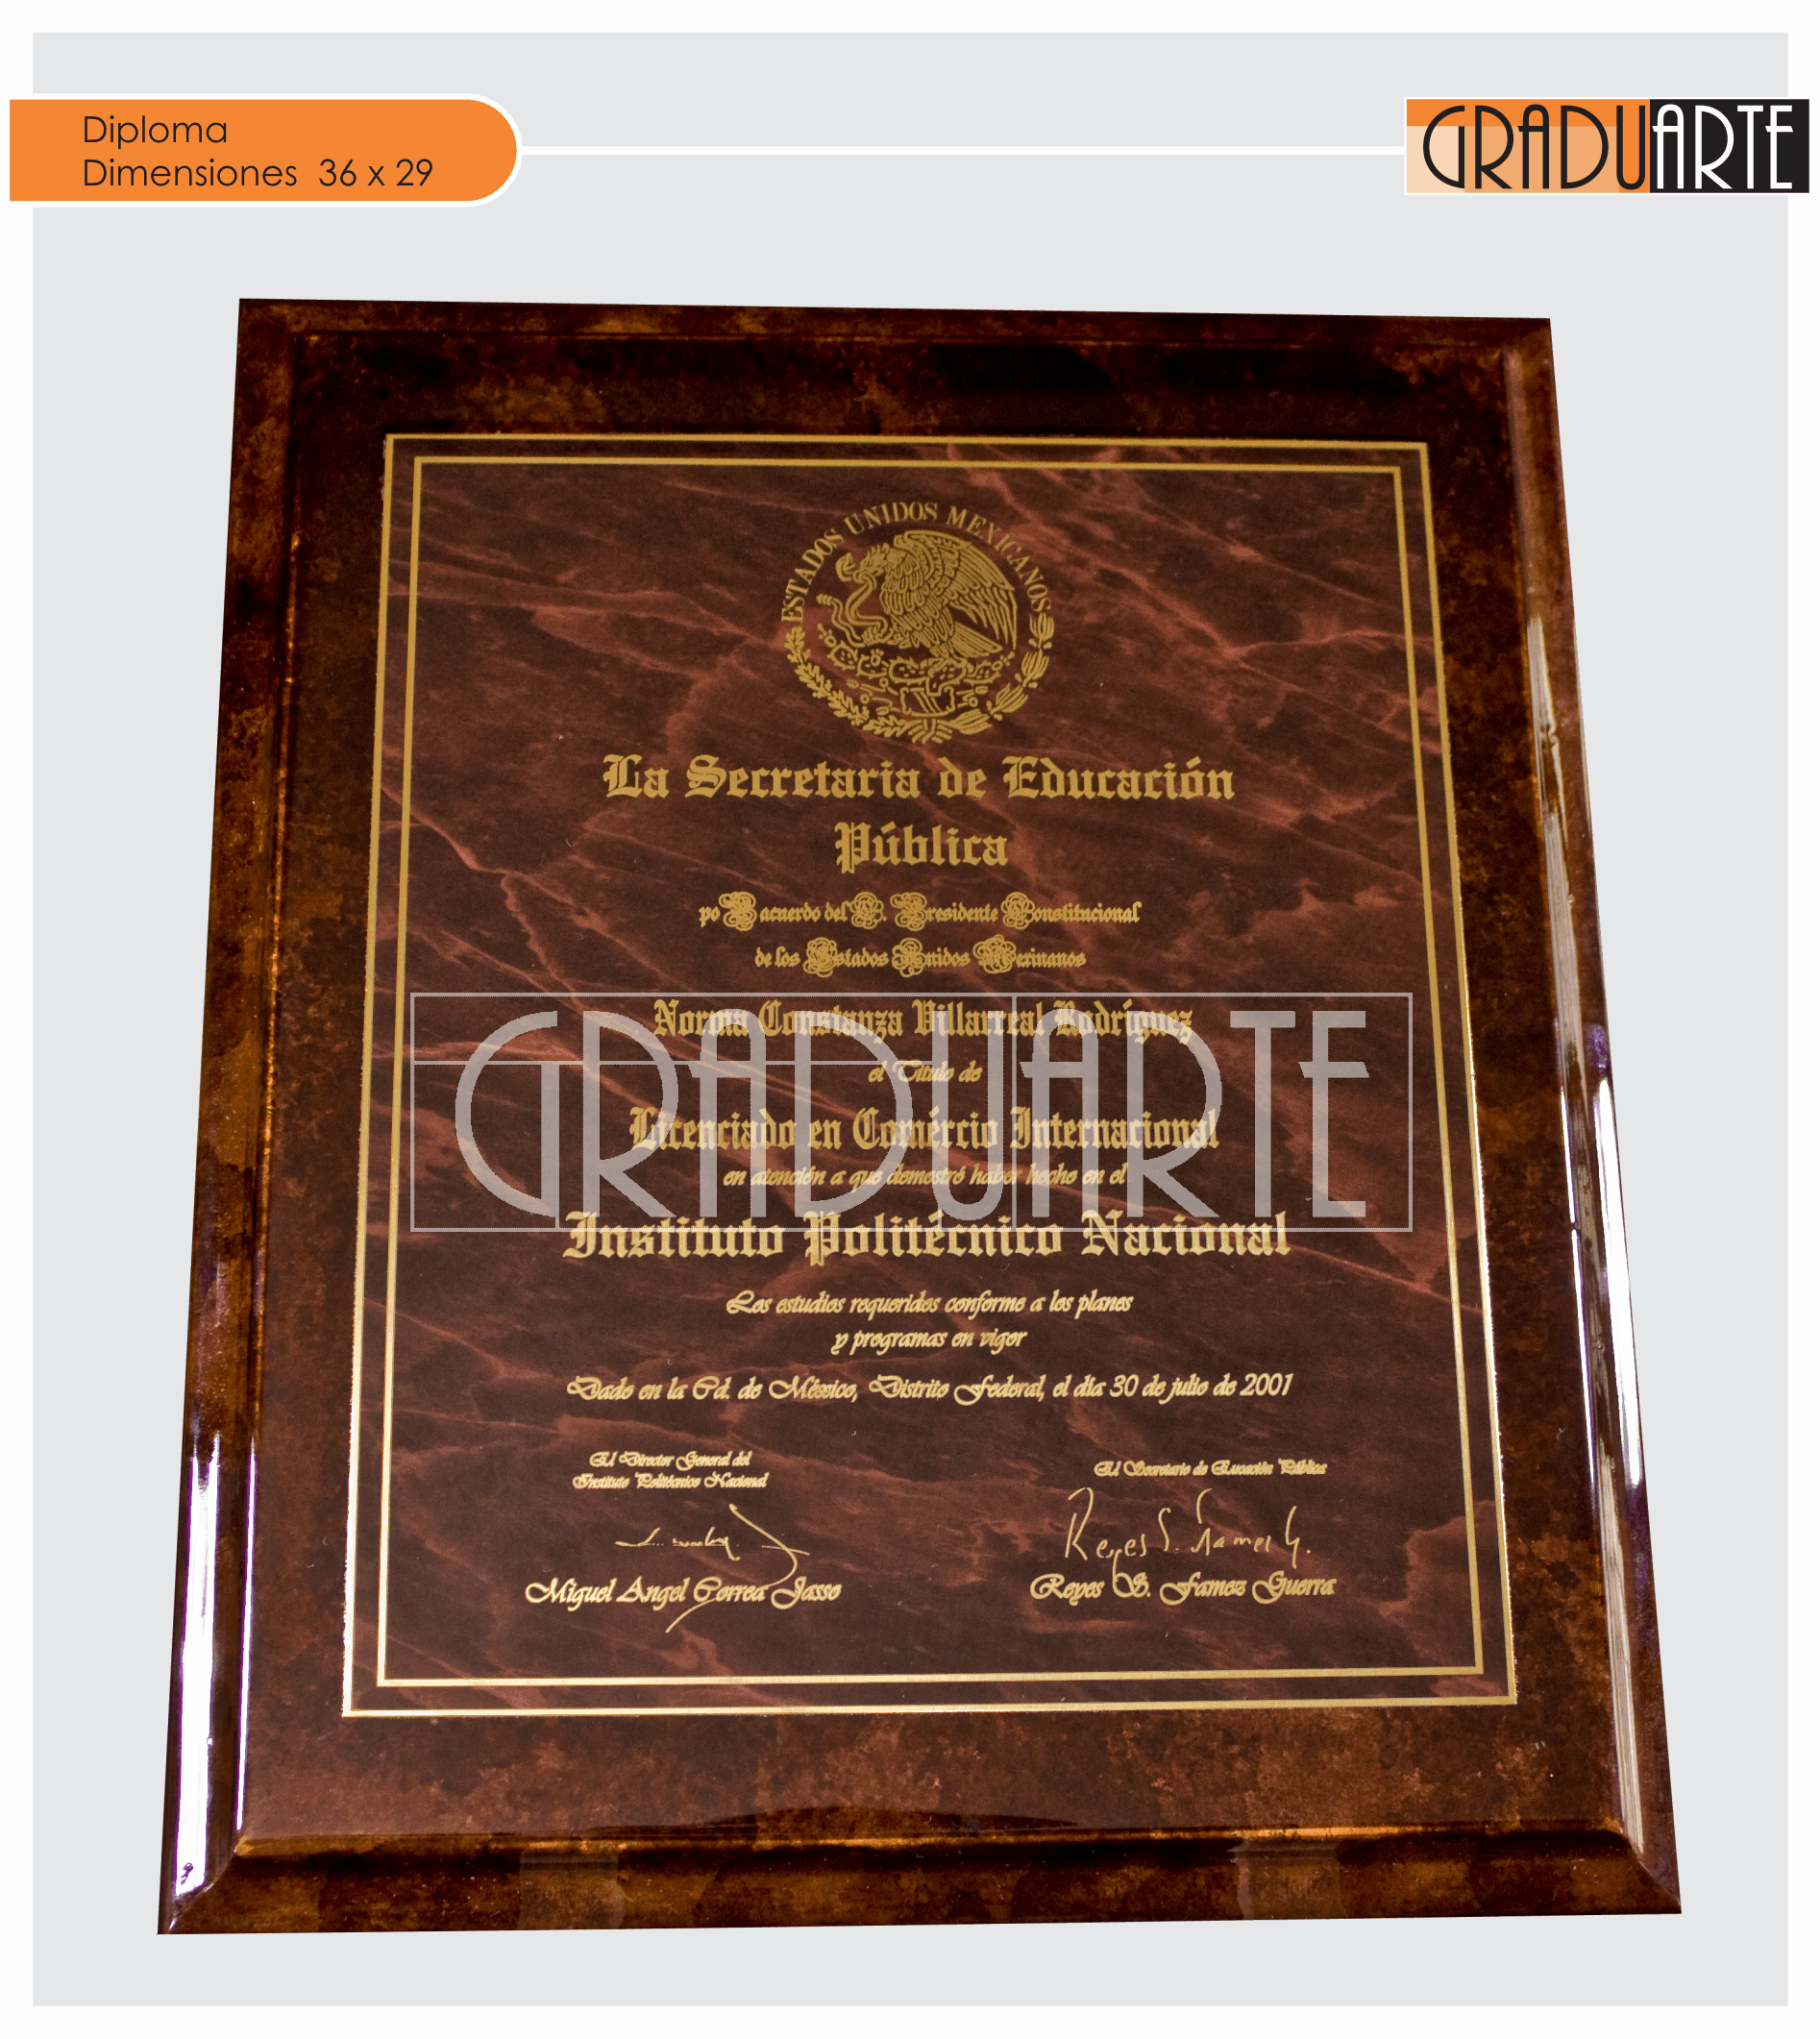 Diploma
Dimensiones 36 x 29
GRADUARTE
ESTADOS UNIDOS MEXICANOS
La Secretaria de Educación
Pública
poR acuerdo del C. Presidente Constitucional
de los Estados Unidos Mexinanos
Norma Constanza Villarreal Rodríguez
el Título de
Licenciado en Comércio Internacional
en atención a que demostró haber hecho en el
GRADUARTE
Instituto Politécnico Nacional
Los estudios requeridos conforme a los planes
y programas en vigor
Dado en la Cd. de México, Distrito Federal, el día 30 de julio de 2001
El Director General del
Instituto Politécnico Nacional
El Secretario de Eucación Pública
Reyes S. Tamez G.
Miguel Angel Correa Jasso
Reyes S. Famez Guerra